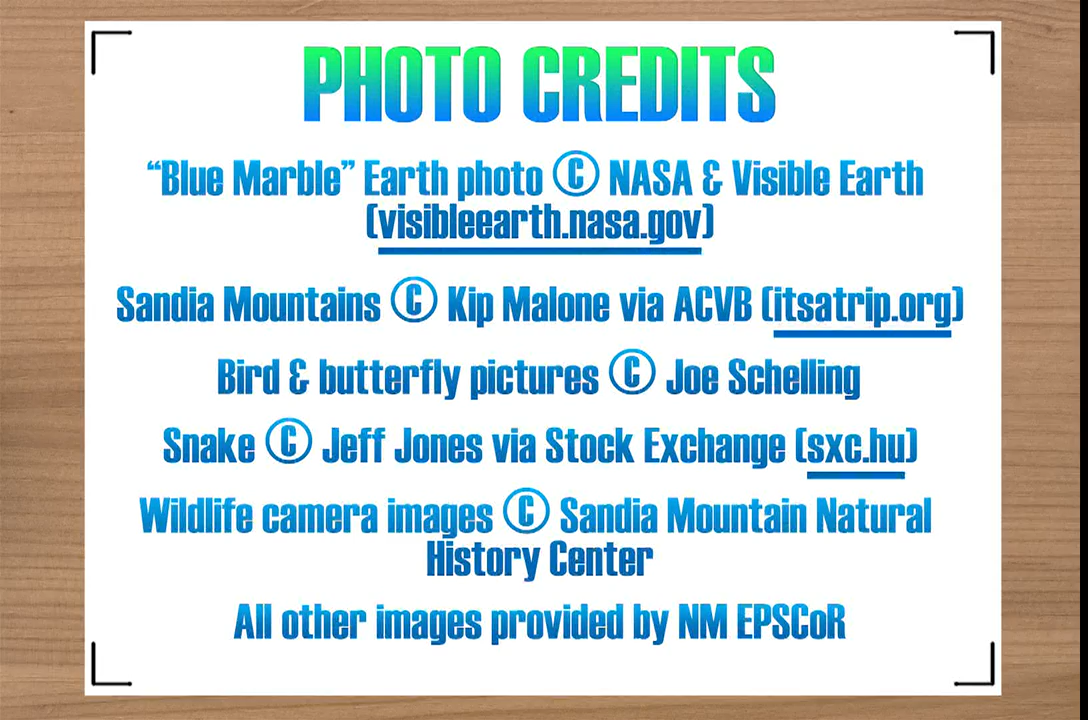 PHOTO CREDITS
“Blue Marble” Earth photo © NASA & Visible Earth
(visibleearth.nasa.gov)
Sandia Mountains © Kip Malone via ACVB (itsatrip.org)
Bird & butterfly pictures © Joe Schelling
Snake © Jeff Jones via Stock Exchange (sxc.hu)
Wildlife camera images © Sandia Mountain Natural
History Center
All other images provided by NM EPSCoR